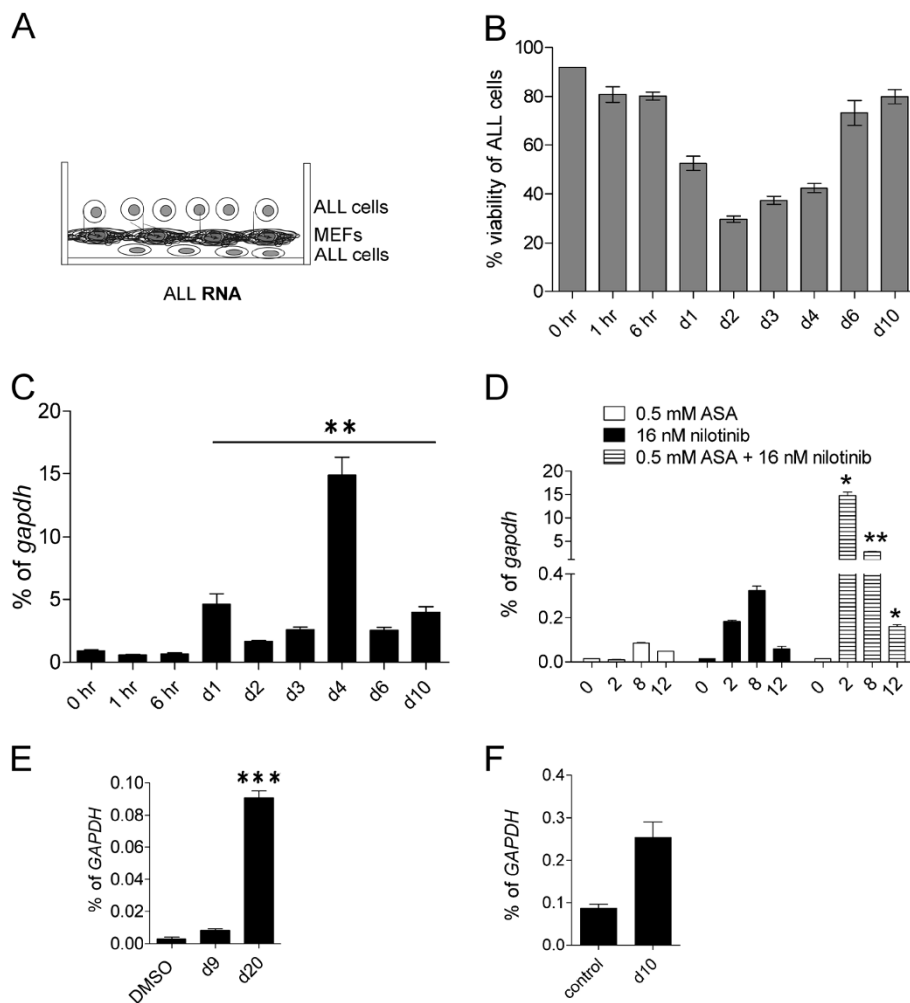 A
ALL cells
MEFs
ALL cells
ALL RNA
B
% viability of ALL cells
100
80
60
40
20
0
0 hr
1 hr
6 hr
d1
d2
d3
d4
d6
d10
C
% of gapdh
20
15
10
5
0
**
0 hr
1 hr
6 hr
d1
d2
d3
d4
d6
d10
D
0.5 mM ASA
16 nM nilotinib
0.5 mM ASA + 16 nM nilotinib
% of gapdh
20
15
10
5
0.4
0.2
0.0
*
**
*
0
2
8
12
0
2
8
12
0
2
8
12
E
% of GAPDH
0.10
0.08
0.06
0.04
0.02
0.00
***
DMSO
d9
d20
F
% of GAPDH
0.4
0.3
0.2
0.1
0.0
control
d10